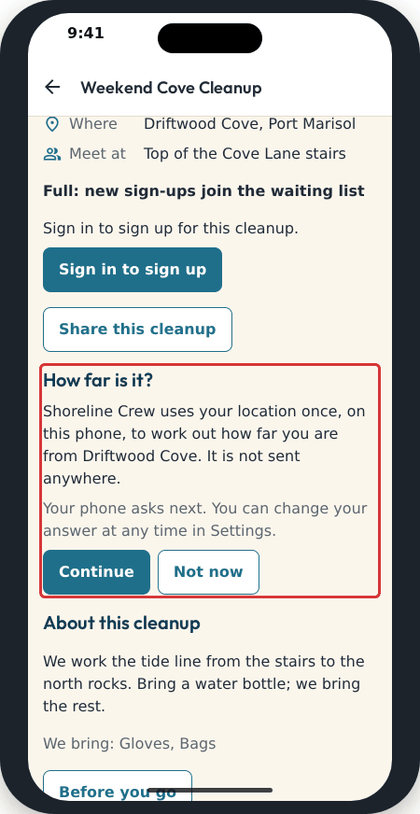 9:41
Weekend Cove Cleanup
Where Driftwood Cove, Port Marisol
Meet at Top of the Cove Lane stairs
Full: new sign-ups join the waiting list
Sign in to sign up for this cleanup.
Sign in to sign up
Share this cleanup
How far is it?
Shoreline Crew uses your location once, on
this phone, to work out how far you are
from Driftwood Cove. It is not sent
anywhere.
Your phone asks next. You can change your
answer at any time in Settings.
Continue Not now
About this cleanup
We work the tide line from the stairs to the
north rocks. Bring a water bottle; we bring
the rest.
We bring: Gloves, Bags
Before you go